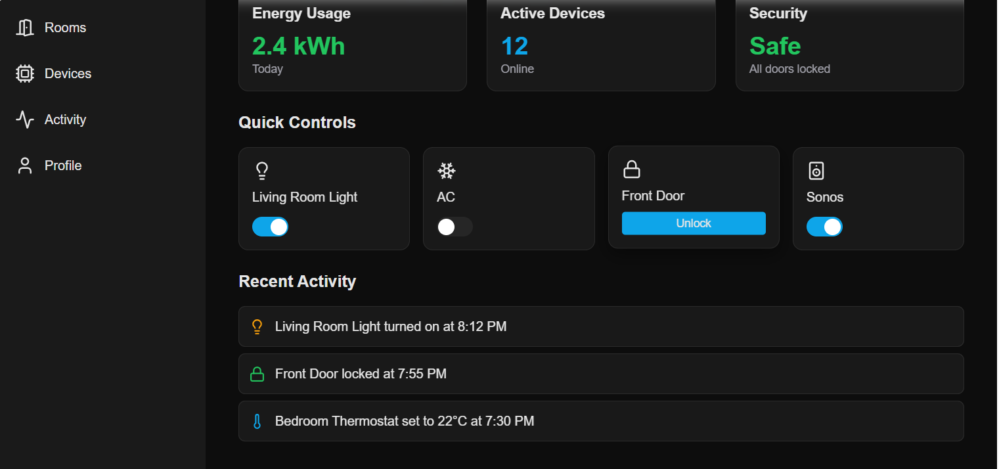 Rooms
Devices
Activity
Profile
Energy Usage
2.4 kWh
Today
Active Devices
12
Online
Security
Safe
All doors locked
Quick Controls
Living Room Light
AC
Front Door
Unlock
Sonos
Recent Activity
Living Room Light turned on at 8:12 PM
Front Door locked at 7:55 PM
Bedroom Thermostat set to 22°C at 7:30 PM